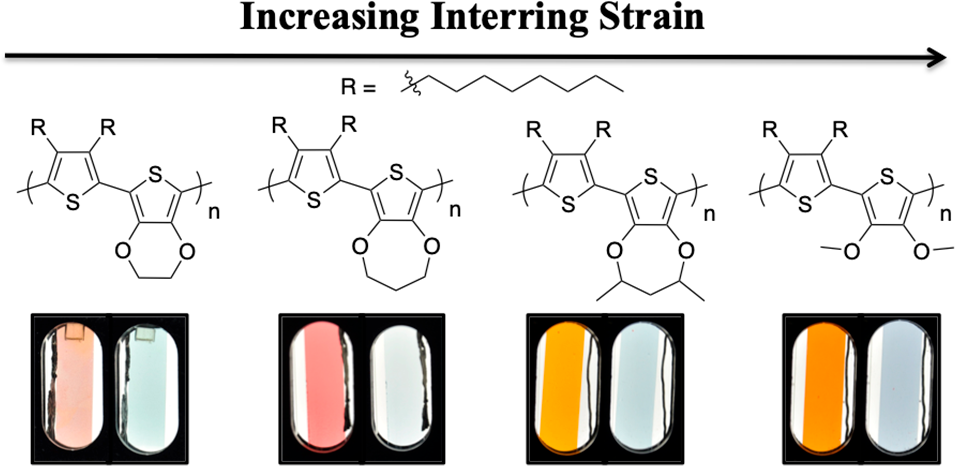 Increasing Interring Strain
R =
R R R R R R R R
S S S S S S S S
n n n n
O O O O O O O O